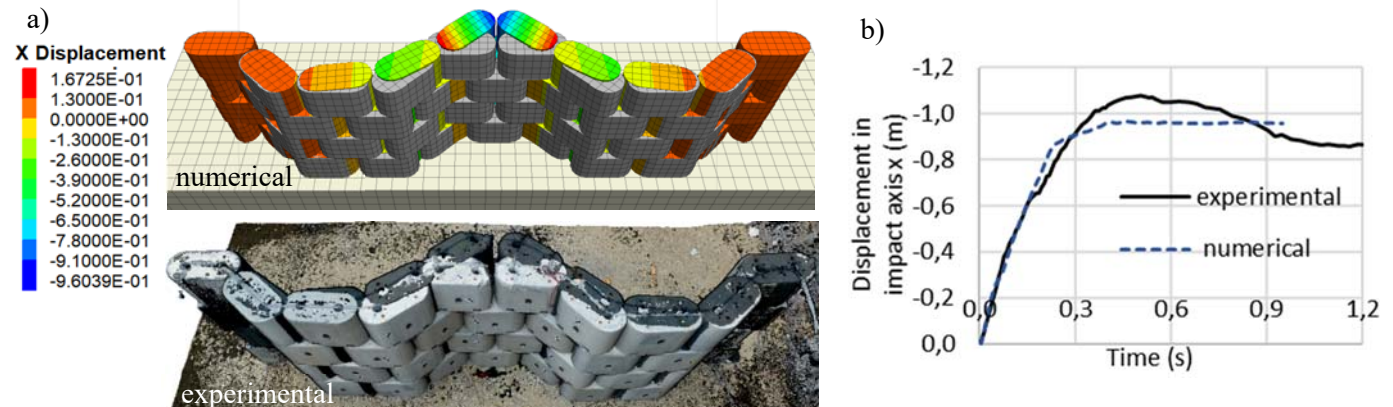 a)
X Displacement
1.6725E-01
1.3000E-01
0.0000E+00
-1.3000E-01
-2.6000E-01
-3.9000E-01
-5.2000E-01
-6.5000E-01
-7.8000E-01
-9.1000E-01
-9.6039E-01
numerical
experimental
b)
Displacement in
impact axis x (m)
-1,2
-1,0
-0,8
-0,6
-0,4
-0,2
0,0
0,0
0,3
0,6
0,9
1,2
Time (s)
experimental
numerical